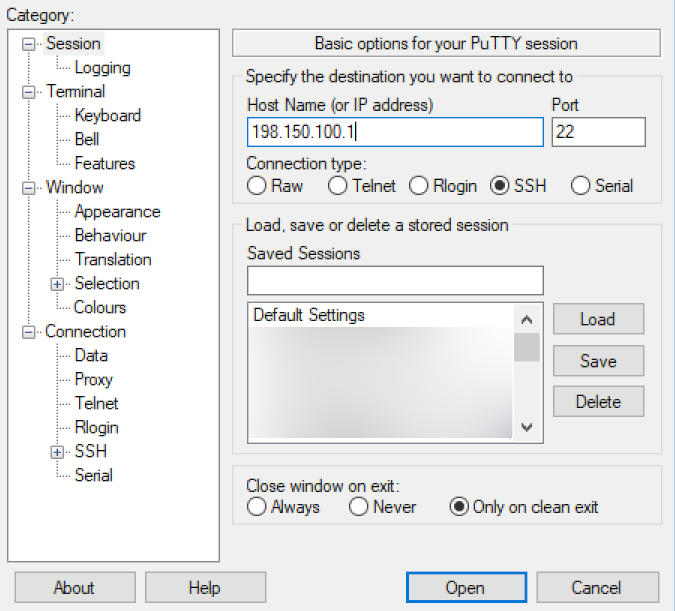 Category:
Session
Logging
Terminal
Keyboard
Bell
Features
Window
Appearance
Behaviour
Translation
Selection
Colours
Connection
Data
Proxy
Telnet
Rlogin
SSH
Serial
Basic options for your PuTTY session
Specify the destination you want to connect to
Host Name (or IP address) Port
198.150.100.1 22
Connection type:
Raw Telnet Rlogin SSH Serial
Load, save or delete a stored session
Saved Sessions
Default Settings
Load
Save
Delete
Close window on exit:
Always Never Only on clean exit
About Help Open Cancel